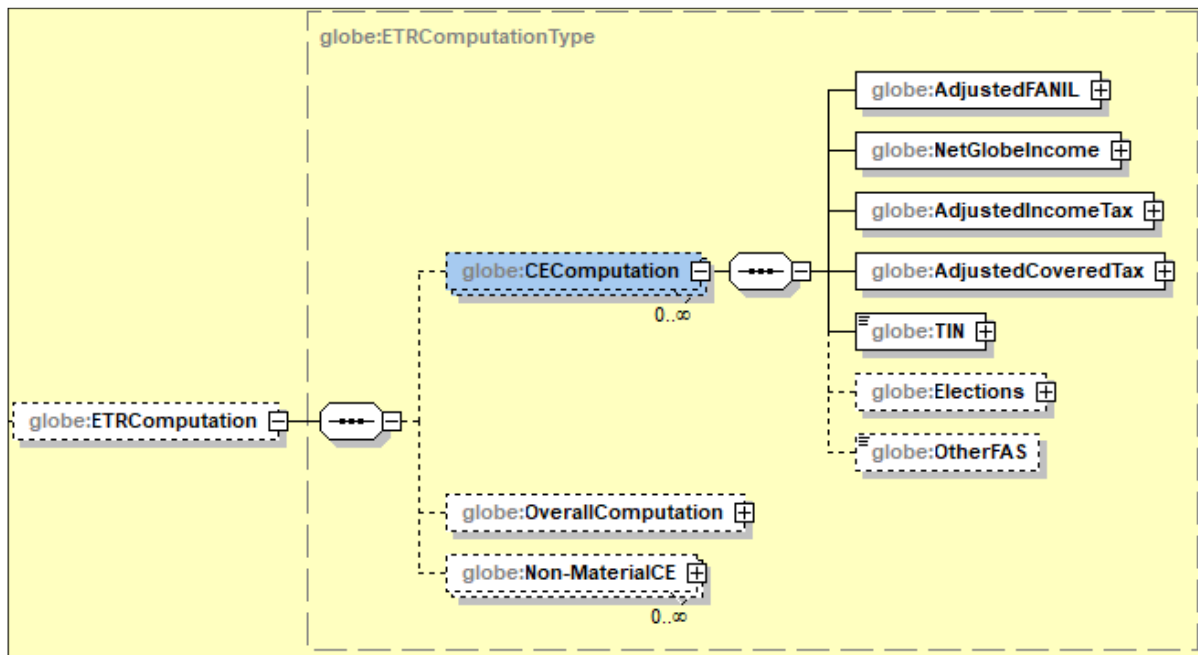 globe:ETRComputationType
globe:AdjustedFANIL
globe:NetGlobeIncome
globe:AdjustedIncomeTax
globe:CEComputation
0..∞
globe:AdjustedCoveredTax
globe:TIN
globe:Elections
globe:ETRComputation
globe:OtherFAS
globe:OverallComputation
globe:Non-MaterialCE
0..∞